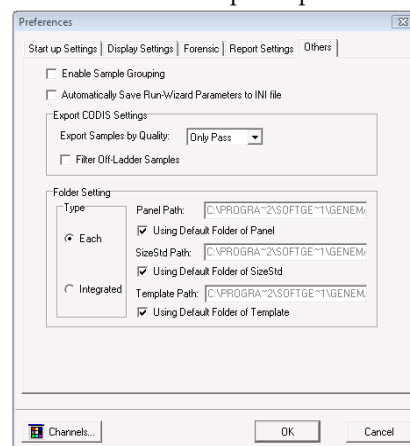 Preferences
Start up Settings Display Settings Forensic Report Settings Others
Enable Sample Grouping
Automatically Save Run-Wizard Parameters to INI file
Export CODIS Settings
Export Samples by Quality: Only Pass
Filter Off-Ladder Samples
Folder Setting
Type
Panel Path: C:\PROGRA~2\SOFTGE~1\GENEM
Using Default Folder of Panel
Each
SizeStd Path: C:\PROGRA~2\SOFTGE~1\GENEM
Using Default Folder of SizeStd
Integrated
Template Path: C:\PROGRA~2\SOFTGE~1\GENEM
Using Default Folder of Template
Channels... OK Cancel